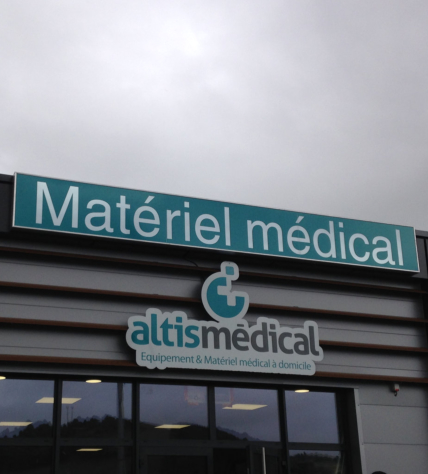 Matériel médical
altismédical
Equipement & Matériel médical à domicile